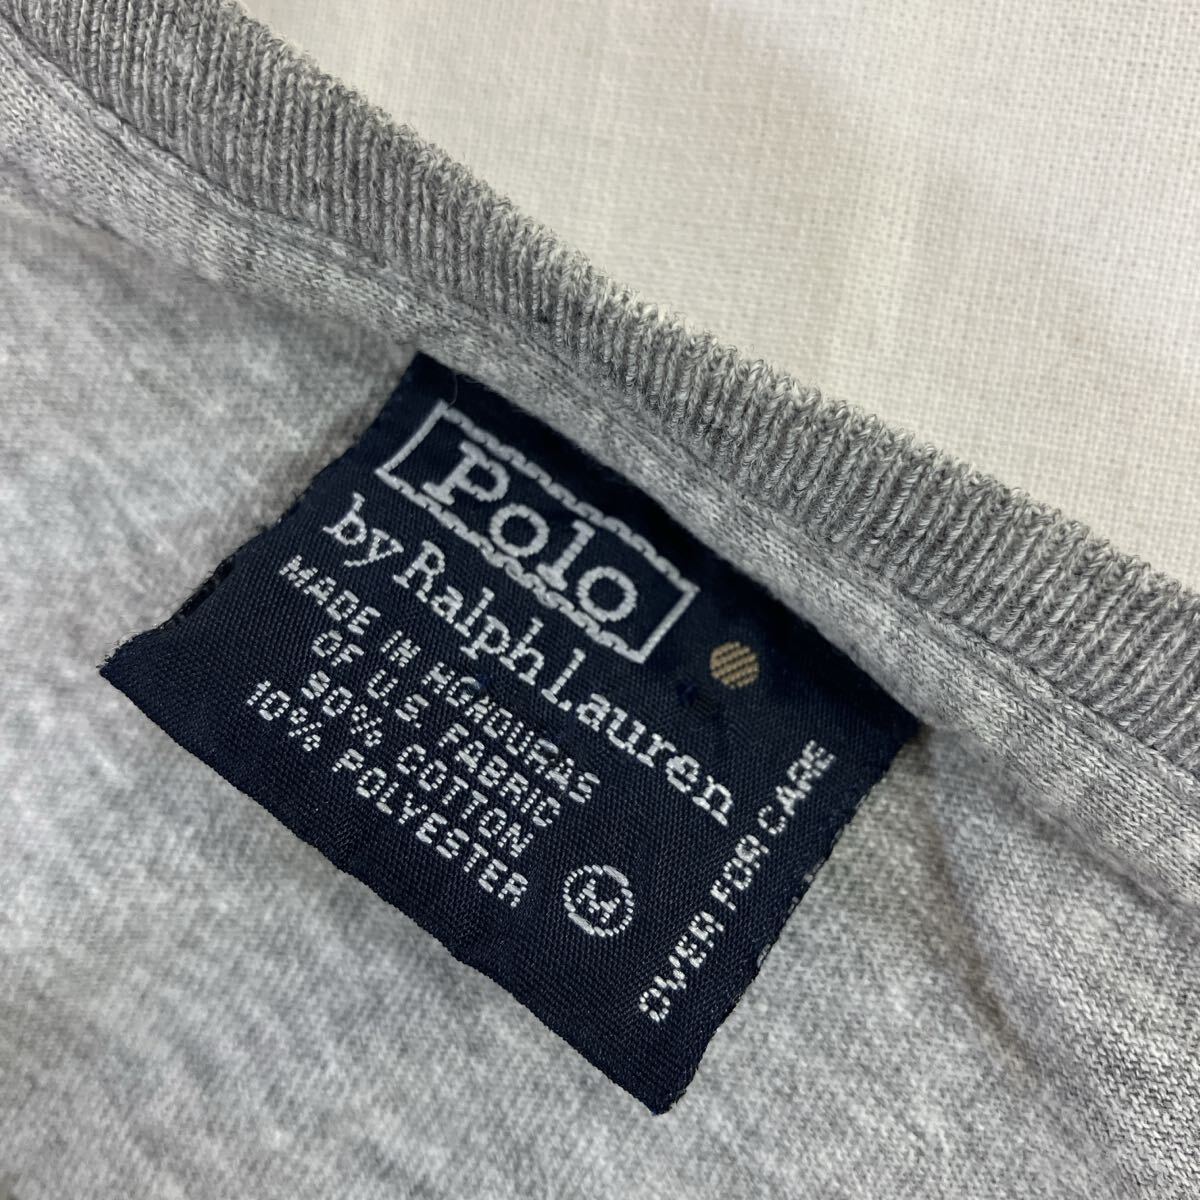 Polo
by Ralph Lauren
MADE IN HONDURAS
OF U.S. FABRIC
90% COTTON
10% POLYESTER
M
OVER FOR CARE